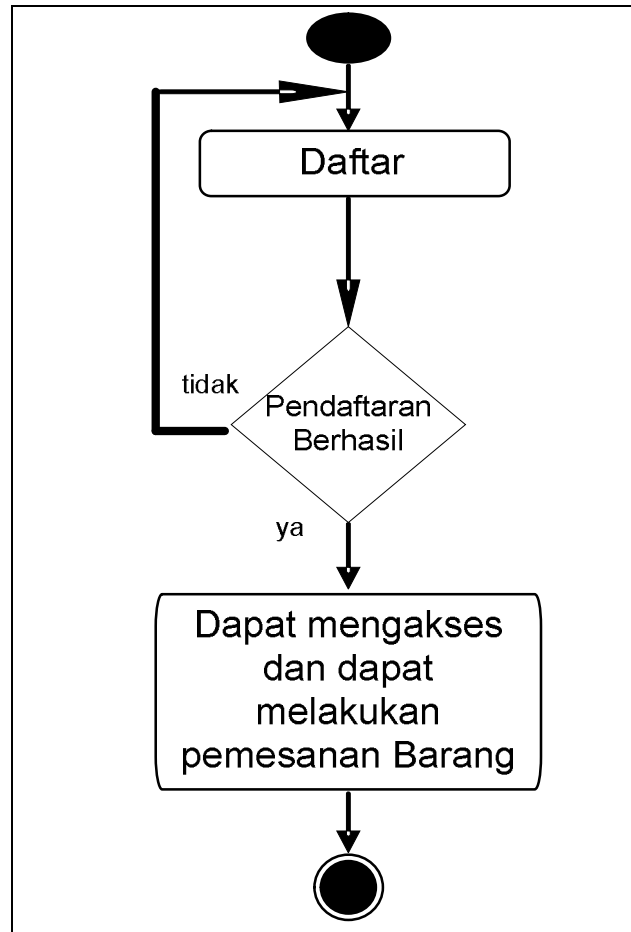 Daftar
tidak
Pendaftaran
Berhasil
ya
Dapat mengakses
dan dapat
melakukan
pemesanan Barang